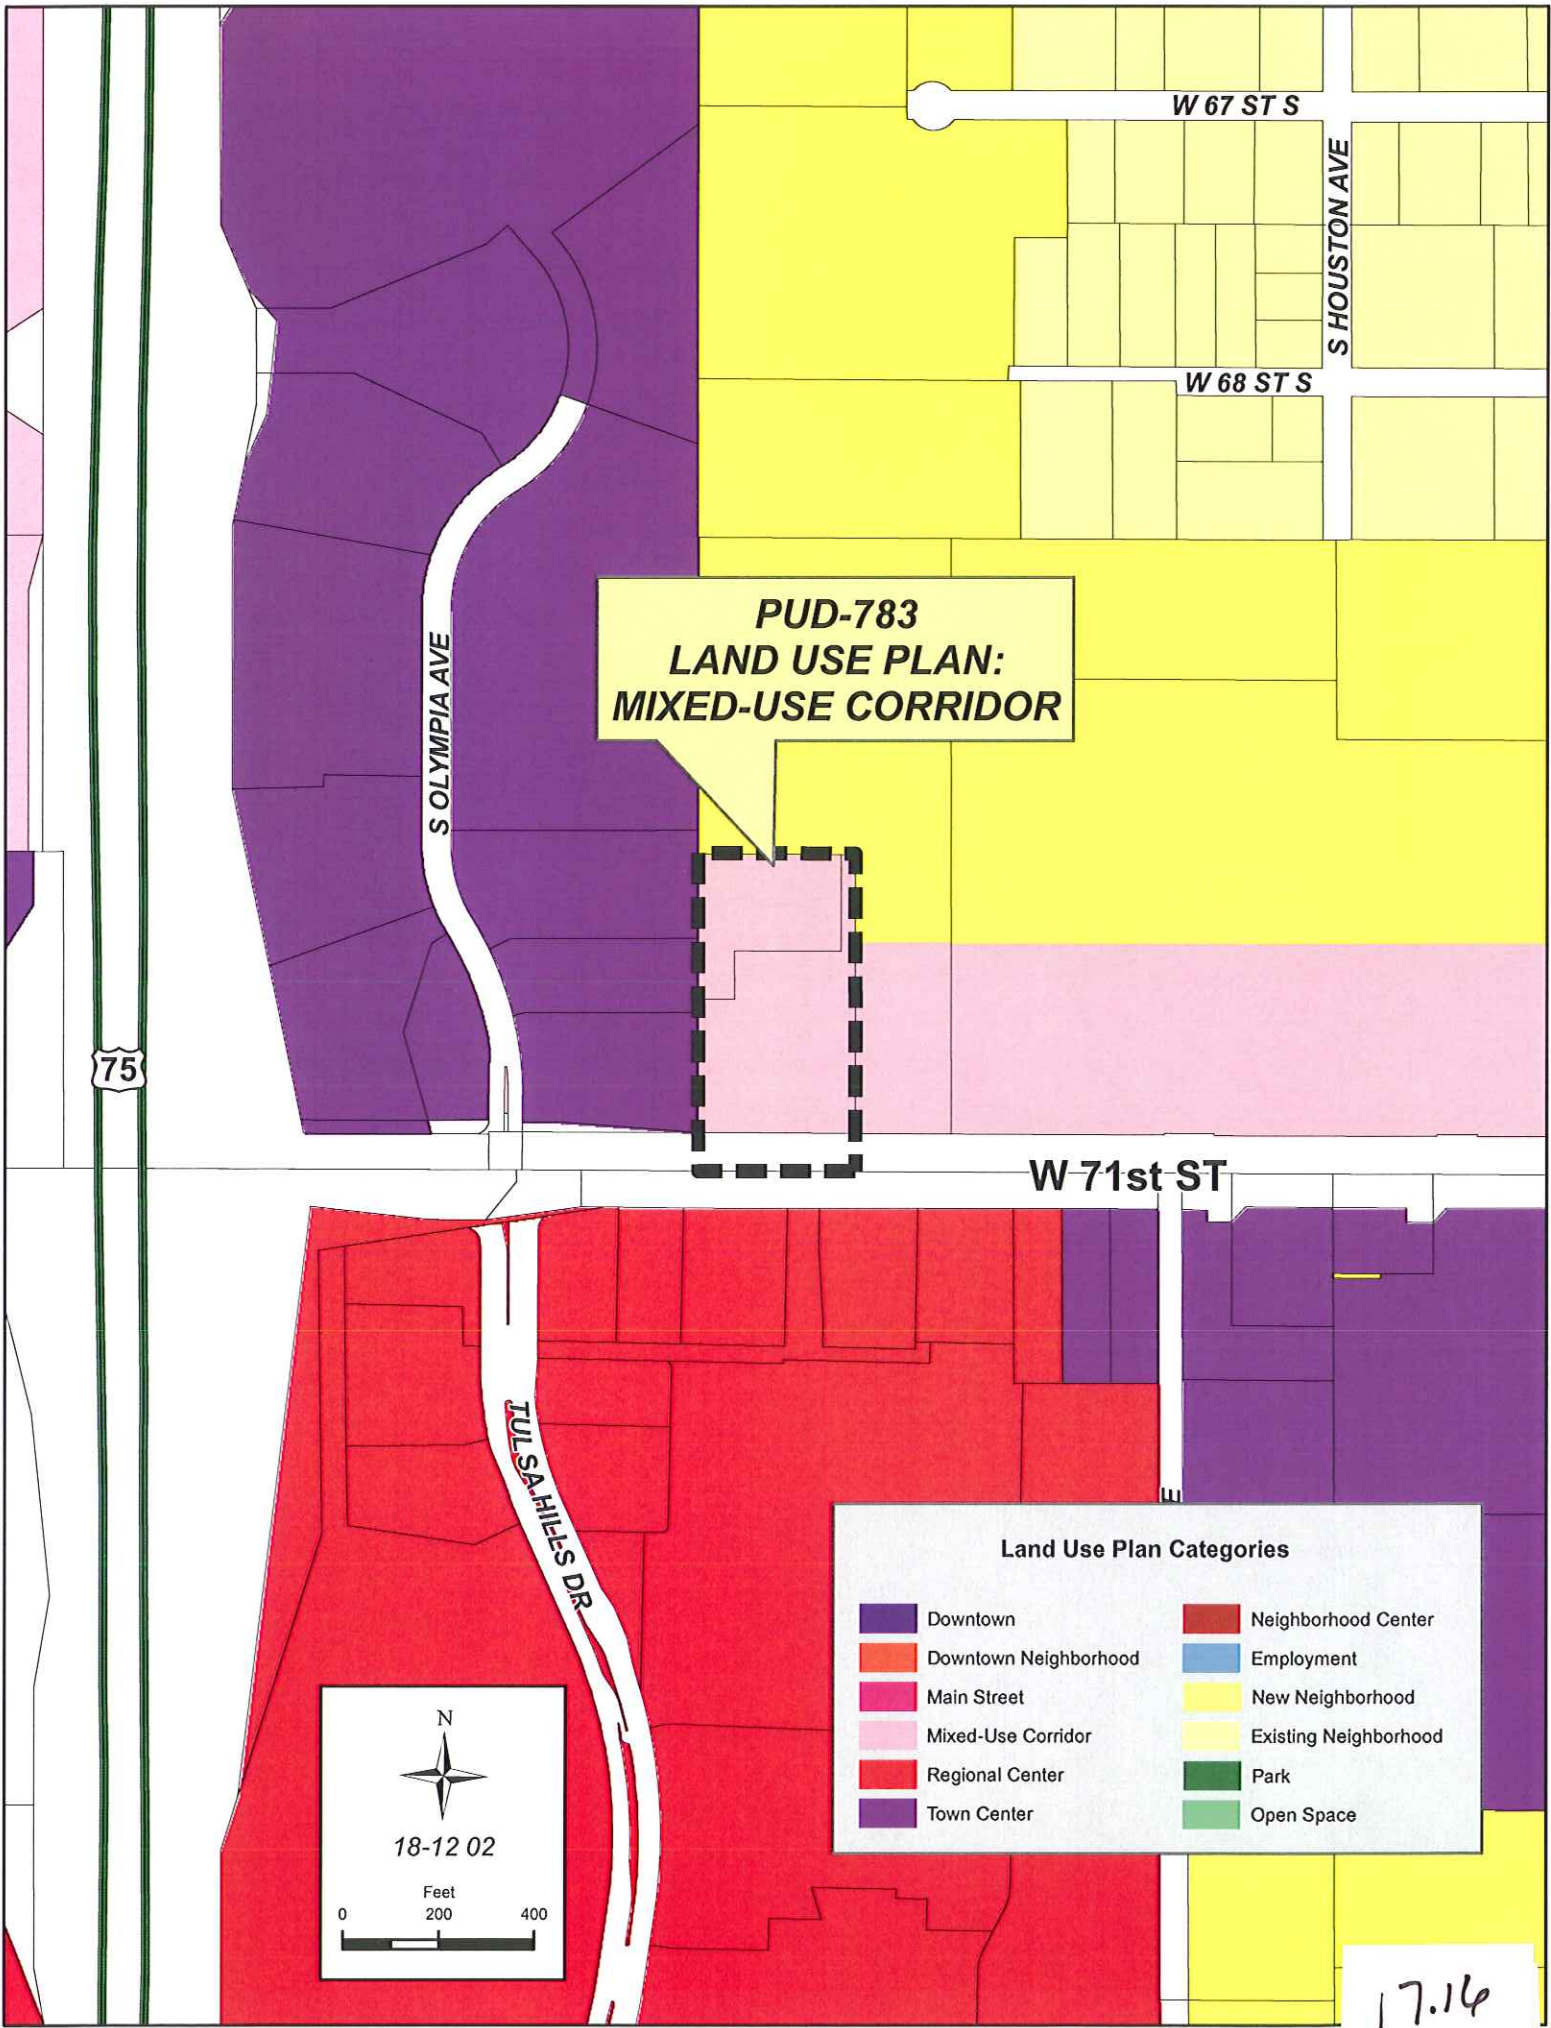 W 67 ST S
S HOUSTON AVE
W 68 ST S
PUD-783
LAND USE PLAN:
MIXED-USE CORRIDOR
S OLYMPIA AVE
75
W 71st ST
TULSA HILLS DR
E
Land Use Plan Categories
Downtown
Downtown Neighborhood
Main Street
Mixed-Use Corridor
Regional Center
Town Center
Neighborhood Center
Employment
New Neighborhood
Existing Neighborhood
Park
Open Space
N
18-12 02
Feet
0 200 400
17.16